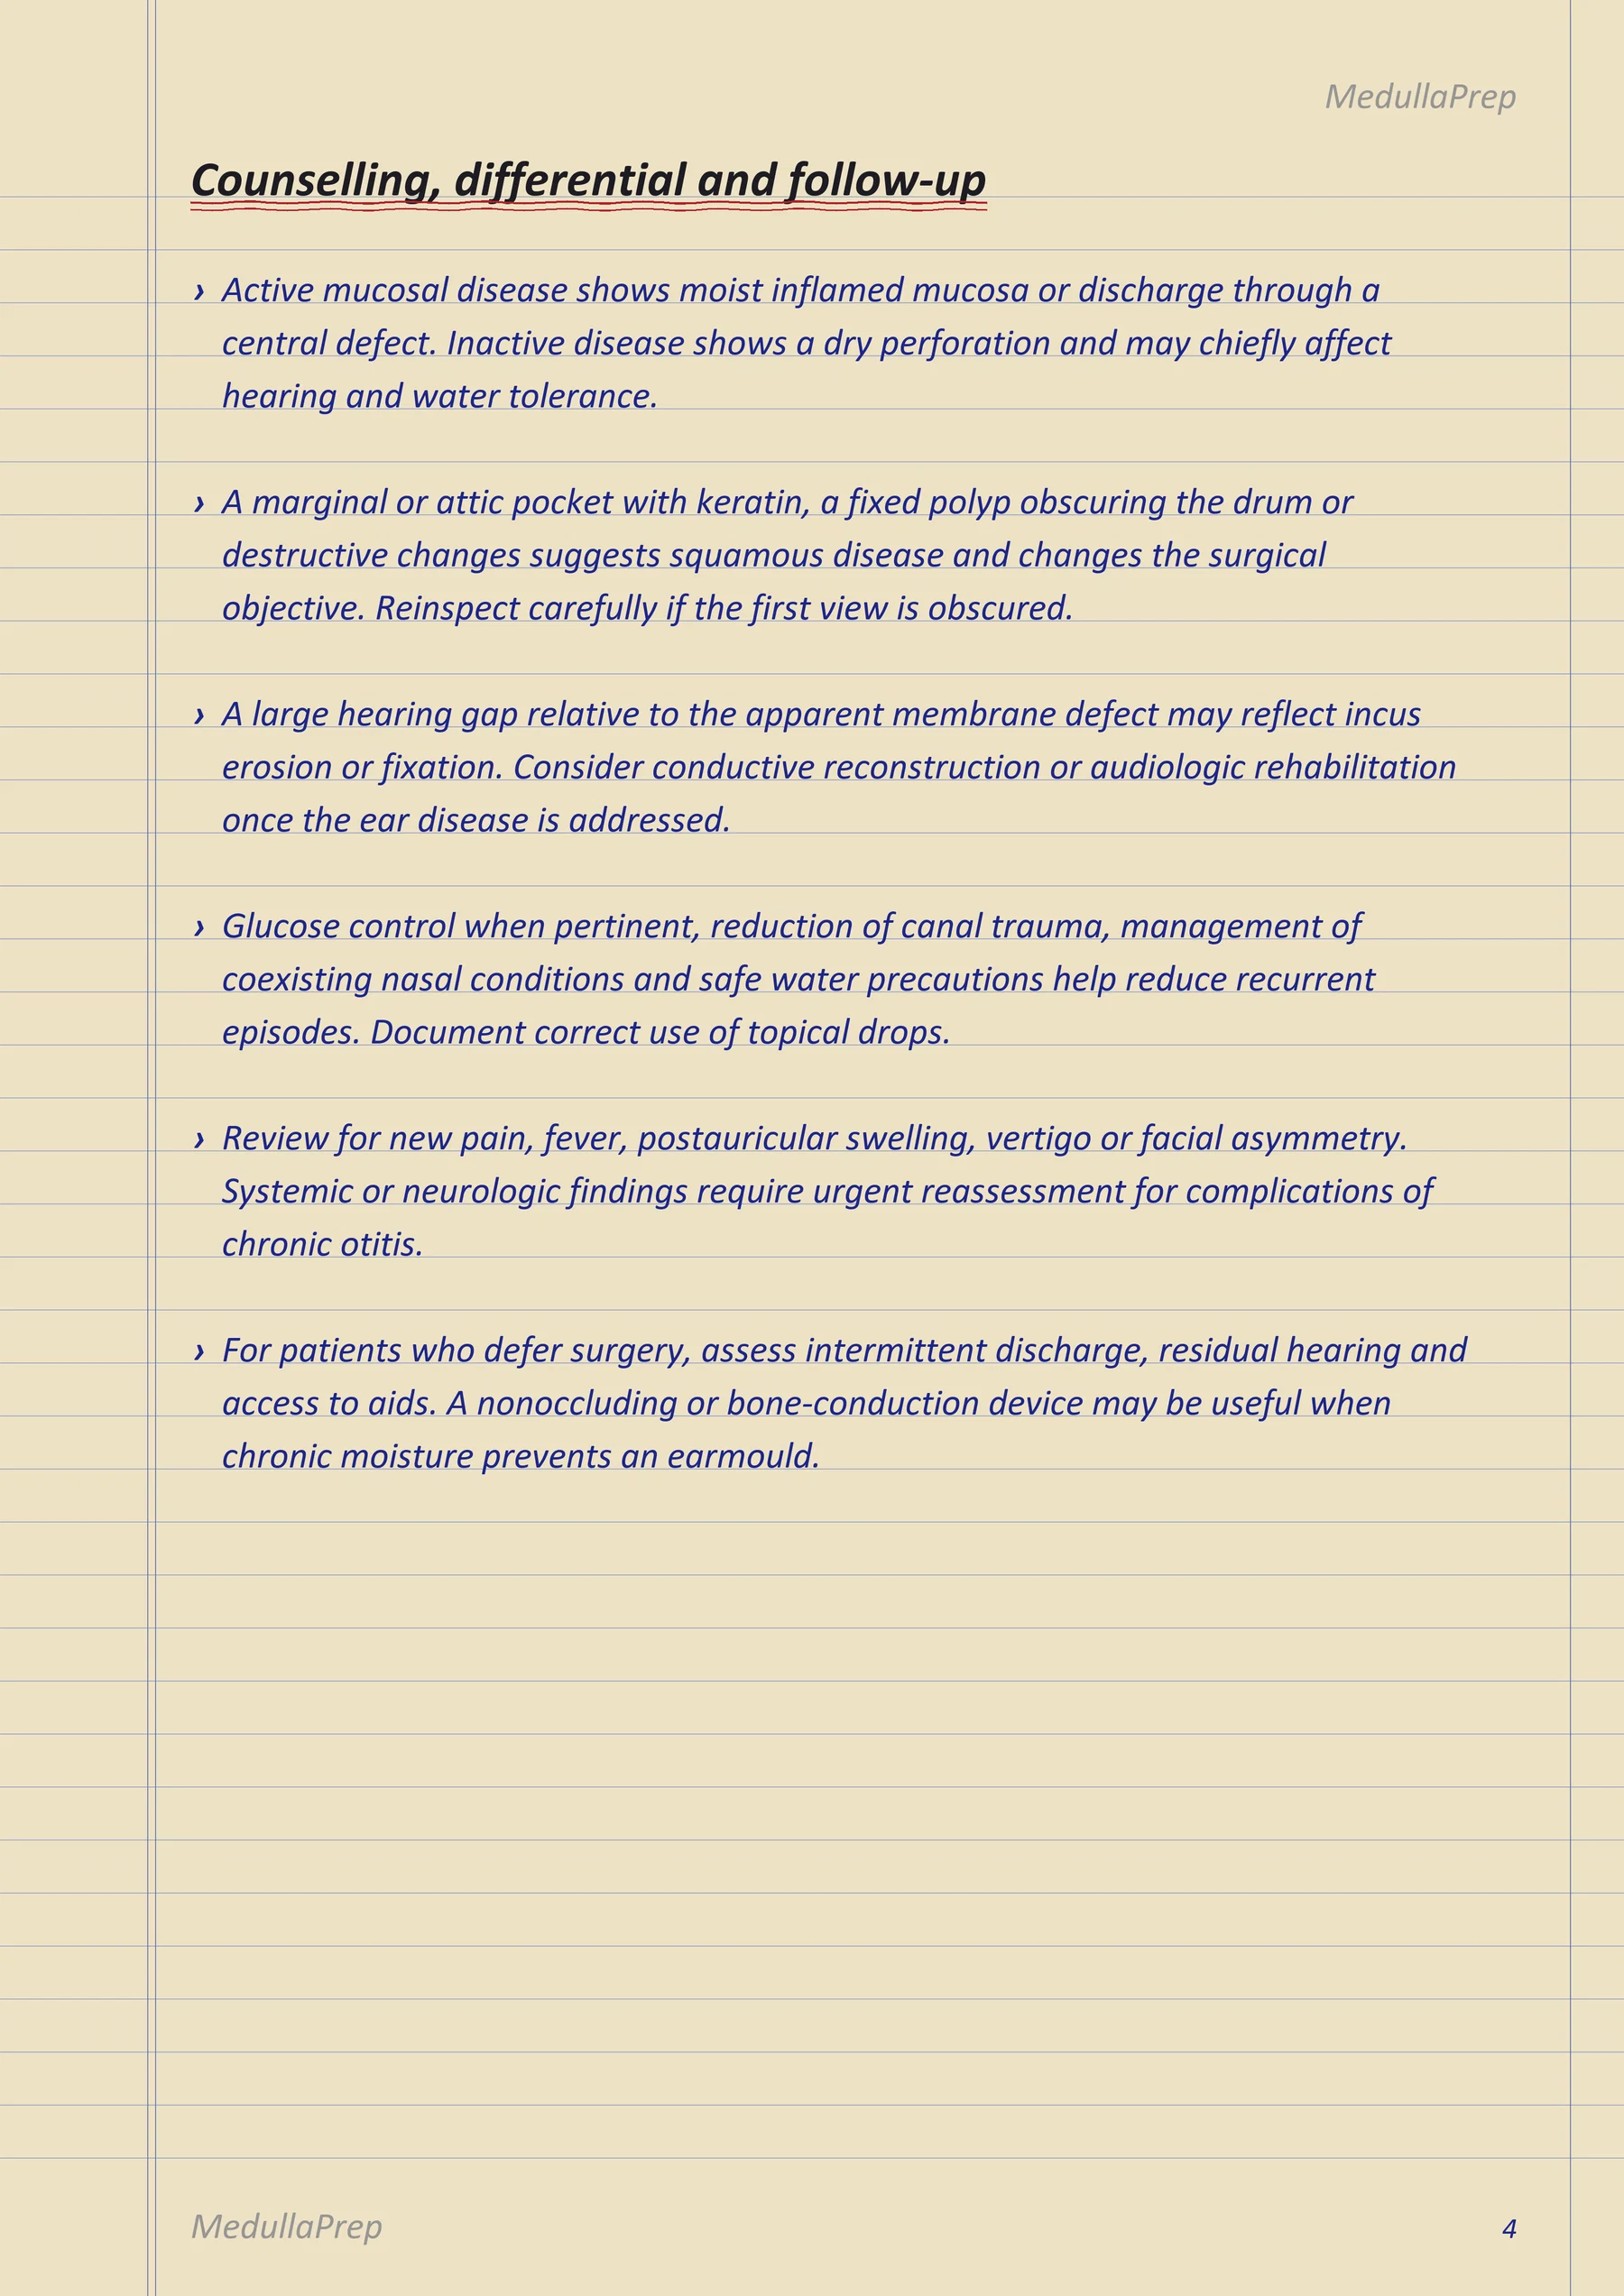 MedullaPrep
Counselling, differential and follow-up
› Active mucosal disease shows moist inflamed mucosa or discharge through a
central defect. Inactive disease shows a dry perforation and may chiefly affect
hearing and water tolerance.
› A marginal or attic pocket with keratin, a fixed polyp obscuring the drum or
destructive changes suggests squamous disease and changes the surgical
objective. Reinspect carefully if the first view is obscured.
› A large hearing gap relative to the apparent membrane defect may reflect incus
erosion or fixation. Consider conductive reconstruction or audiologic rehabilitation
once the ear disease is addressed.
› Glucose control when pertinent, reduction of canal trauma, management of
coexisting nasal conditions and safe water precautions help reduce recurrent
episodes. Document correct use of topical drops.
› Review for new pain, fever, postauricular swelling, vertigo or facial asymmetry.
Systemic or neurologic findings require urgent reassessment for complications of
chronic otitis.
› For patients who defer surgery, assess intermittent discharge, residual hearing and
access to aids. A nonoccluding or bone-conduction device may be useful when
chronic moisture prevents an earmould.
MedullaPrep
4